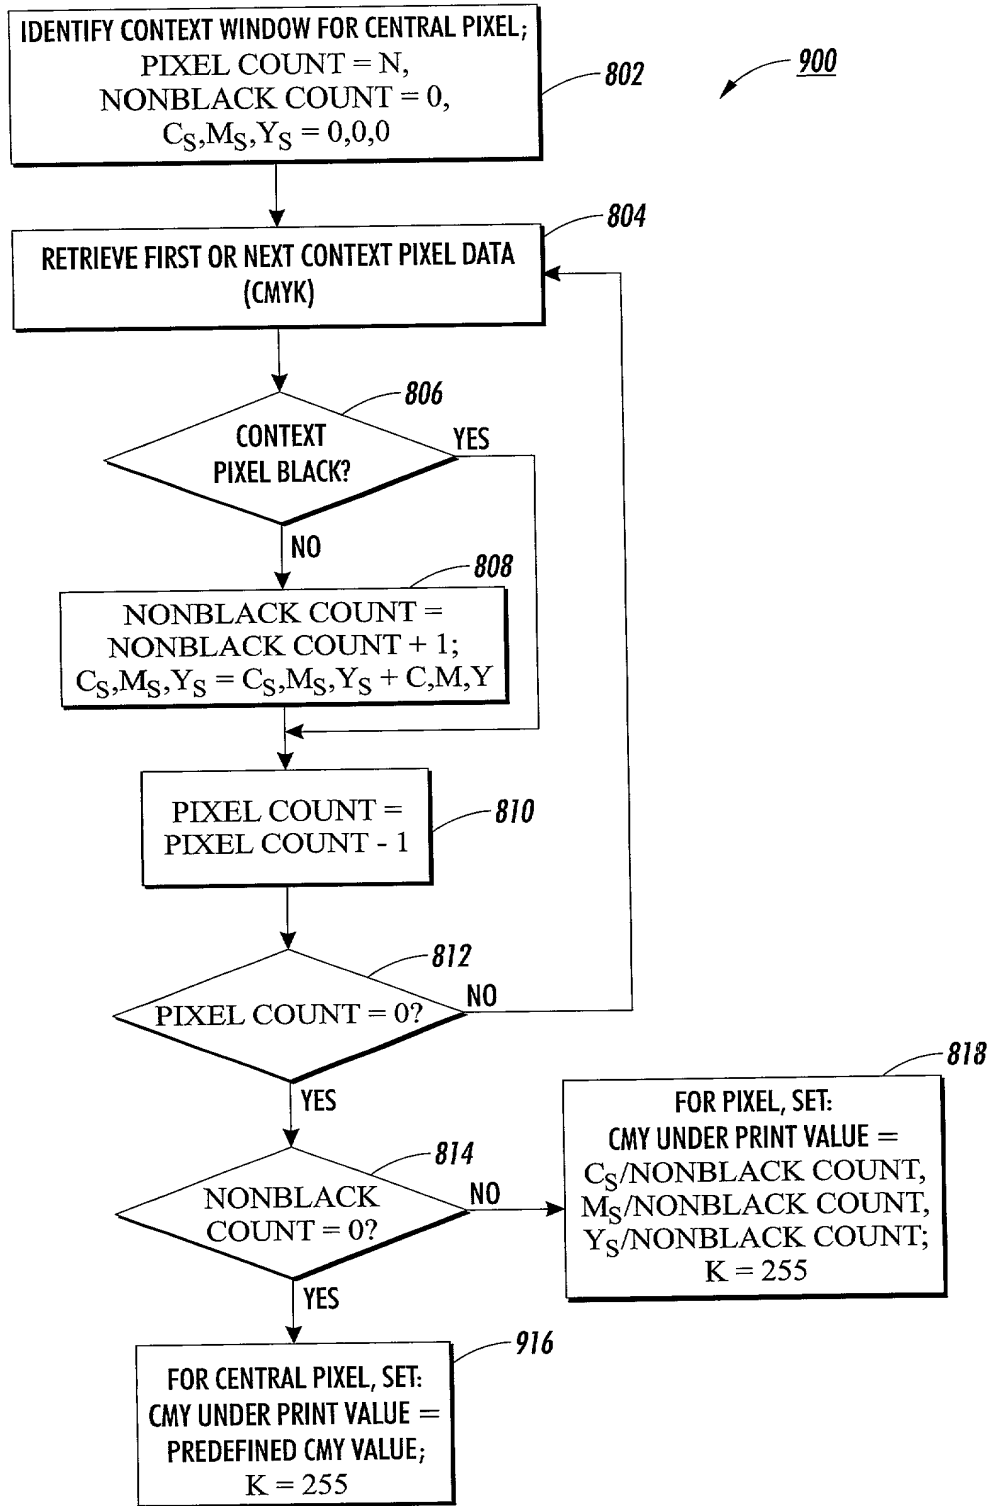 IDENTIFY CONTEXT WINDOW FOR CENTRAL PIXEL;
PIXEL COUNT = N,
NONBLACK COUNT = 0,
CS,MS,YS = 0,0,0
802
900
804
RETRIEVE FIRST OR NEXT CONTEXT PIXEL DATA
(CMYK)
806
CONTEXT
PIXEL BLACK?
YES
NO
808
NONBLACK COUNT =
NONBLACK COUNT + 1;
CS,MS,YS = CS,MS,YS + C,M,Y
PIXEL COUNT =
PIXEL COUNT - 1
810
812
PIXEL COUNT = 0?
NO
YES
814
NONBLACK
COUNT = 0?
NO
YES
818
FOR PIXEL, SET:
CMY UNDER PRINT VALUE =
CS/NONBLACK COUNT,
MS/NONBLACK COUNT,
YS/NONBLACK COUNT;
K = 255
916
FOR CENTRAL PIXEL, SET:
CMY UNDER PRINT VALUE =
PREDEFINED CMY VALUE;
K = 255